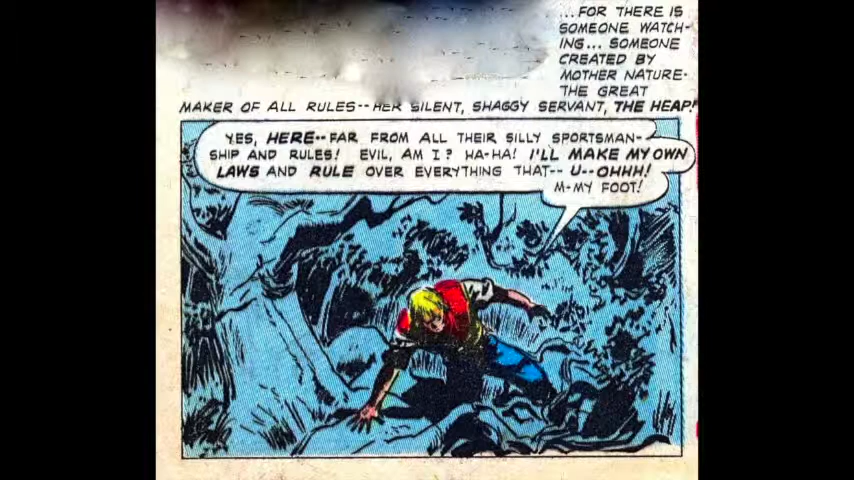 ...FOR THERE IS
SOMEONE WATCH-
ING... SOMEONE
CREATED BY
MOTHER NATURE-
THE GREAT
MAKER OF ALL RULES--HER SILENT, SHAGGY SERVANT, THE HEAP!
YES, HERE--FAR FROM ALL THEIR SILLY SPORTSMAN-
SHIP AND RULES! EVIL, AM I? HA-HA! I'LL MAKE MY OWN
LAWS AND RULE OVER EVERYTHING THAT-- U--OHHH!
M-MY FOOT!